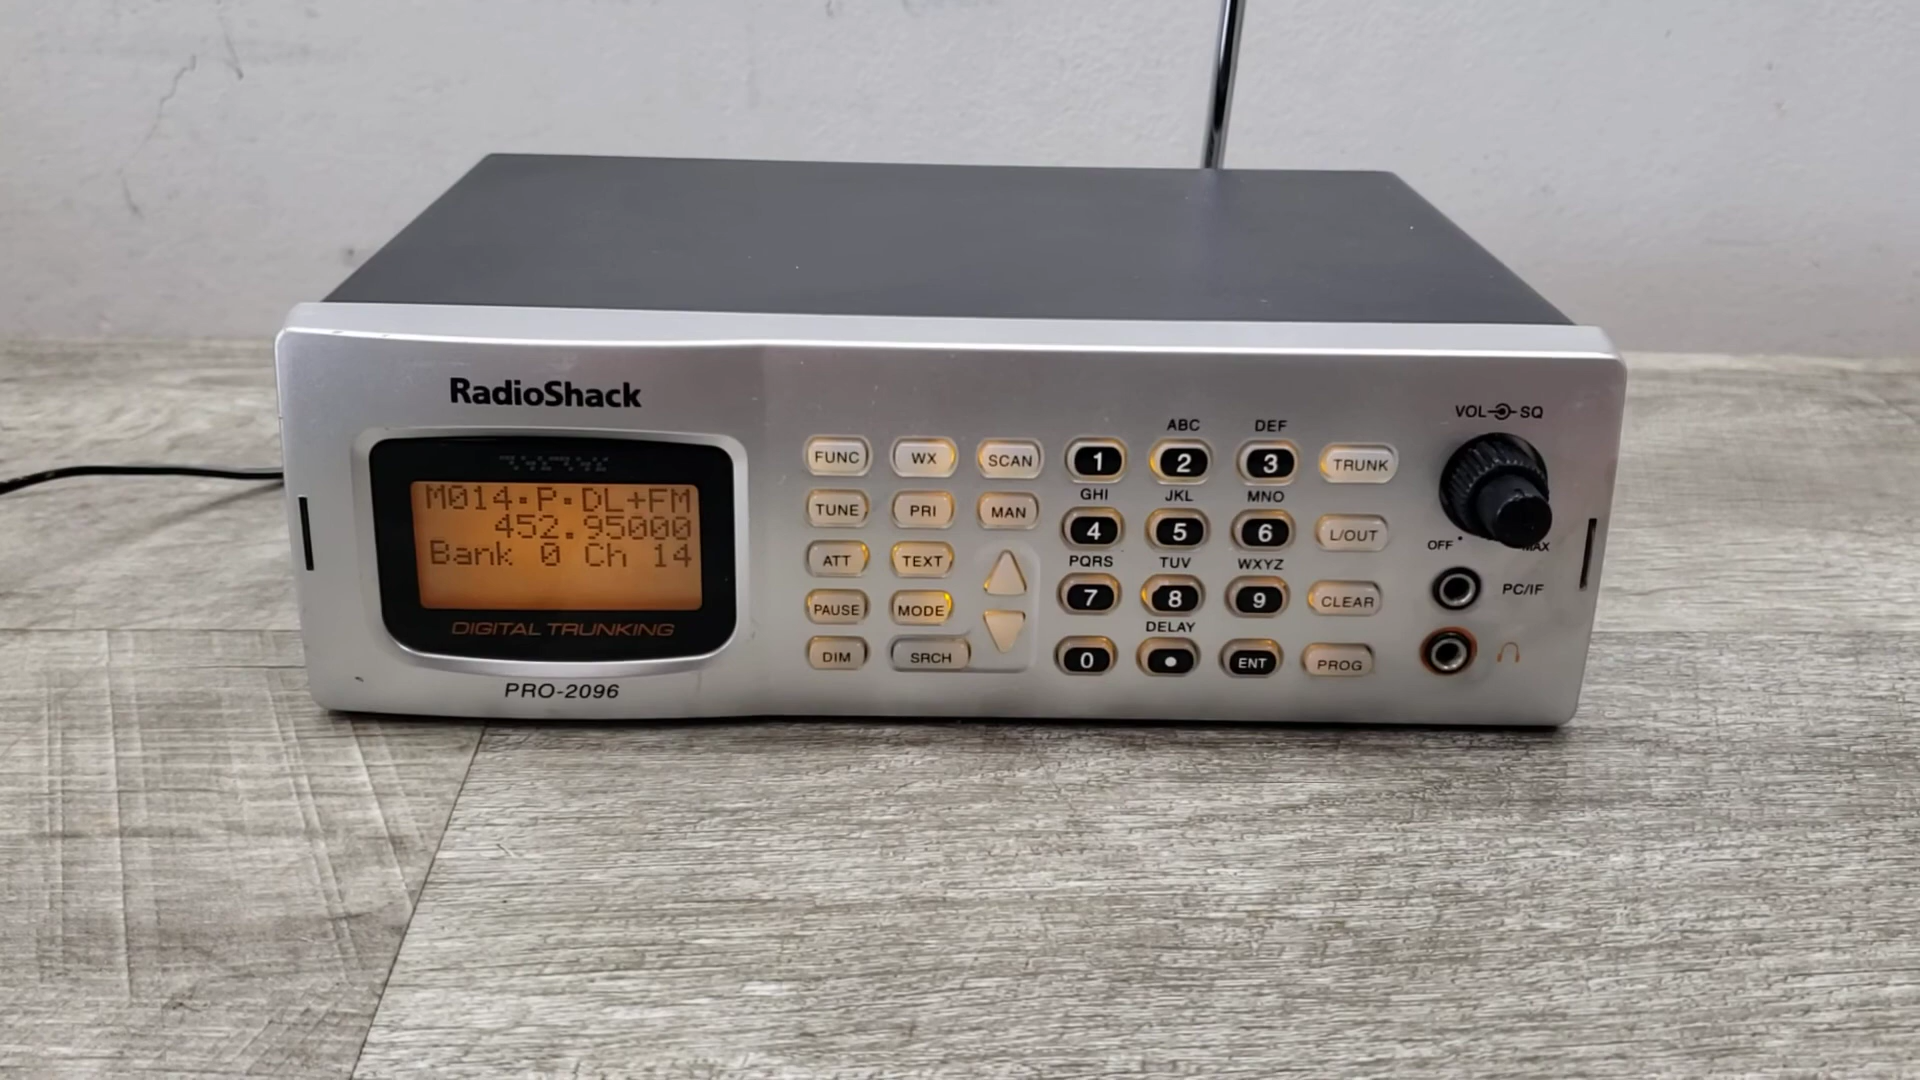 RadioShack
M014·P·DL+FM
452.95000
Bank 0 Ch 14
DIGITAL TRUNKING
PRO-2096
FUNC WX SCAN
TUNE PRI MAN
ATT TEXT
PAUSE MODE
DIM SRCH
ABC DEF
1 2 3 TRUNK
GHI JKL MNO
4 5 6 L/OUT
PQRS TUV WXYZ
7 8 9 CLEAR
DELAY
0 • ENT PROG
VOL SQ
OFF MAX
PC/IF